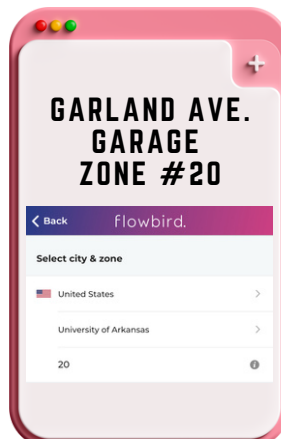 GARLAND AVE.
GARAGE
ZONE #20
Back flowbird.
Select city & zone
United States
University of Arkansas
20